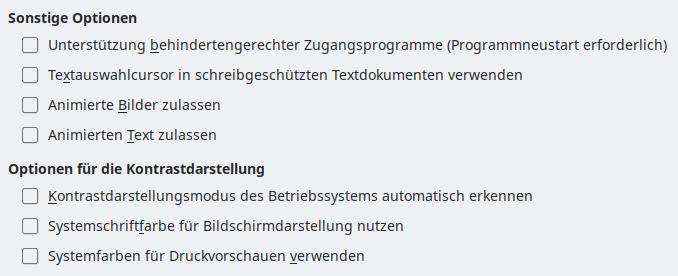 Sonstige Optionen
Unterstützung behindertengerechter Zugangsprogramme (Programmneustart erforderlich)
Textauswahlcursor in schreibgeschützten Textdokumenten verwenden
Animierte Bilder zulassen
Animierten Text zulassen
Optionen für die Kontrastdarstellung
Kontrastdarstellungsmodus des Betriebssystems automatisch erkennen
Systemschriftfarbe für Bildschirmdarstellung nutzen
Systemfarben für Druckvorschauen verwenden